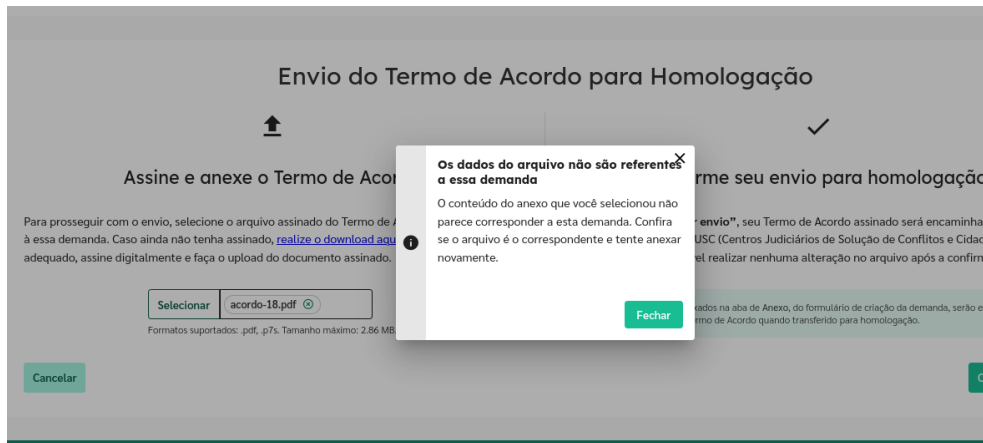 Envio do Termo de Acordo para Homologação
Assine e anexe o Termo de Acor
Para prosseguir com o envio, selecione o arquivo assinado do Termo de A
à essa demanda. Caso ainda não tenha assinado, realize o download aqu
adequado, assine digitalmente e faça o upload do documento assinado.
Selecionar acordo-18.pdf
Formatos suportados: .pdf, .p7s. Tamanho máximo: 2.86 MB.
Cancelar
Os dados do arquivo não são referentes
a essa demanda
O conteúdo do anexo que você selecionou não
parece corresponder a esta demanda. Confira
se o arquivo é o correspondente e tente anexar
novamente.
Fechar
rme seu envio para homologação
envio”, seu Termo de Acordo assinado será encaminha
USC (Centros Judiciários de Solução de Conflitos e Cidad
el realizar nenhuma alteração no arquivo após a confirm
xados na aba de Anexo, do formulário de criação da demanda, serão e
rmo de Acordo quando transferido para homologação.